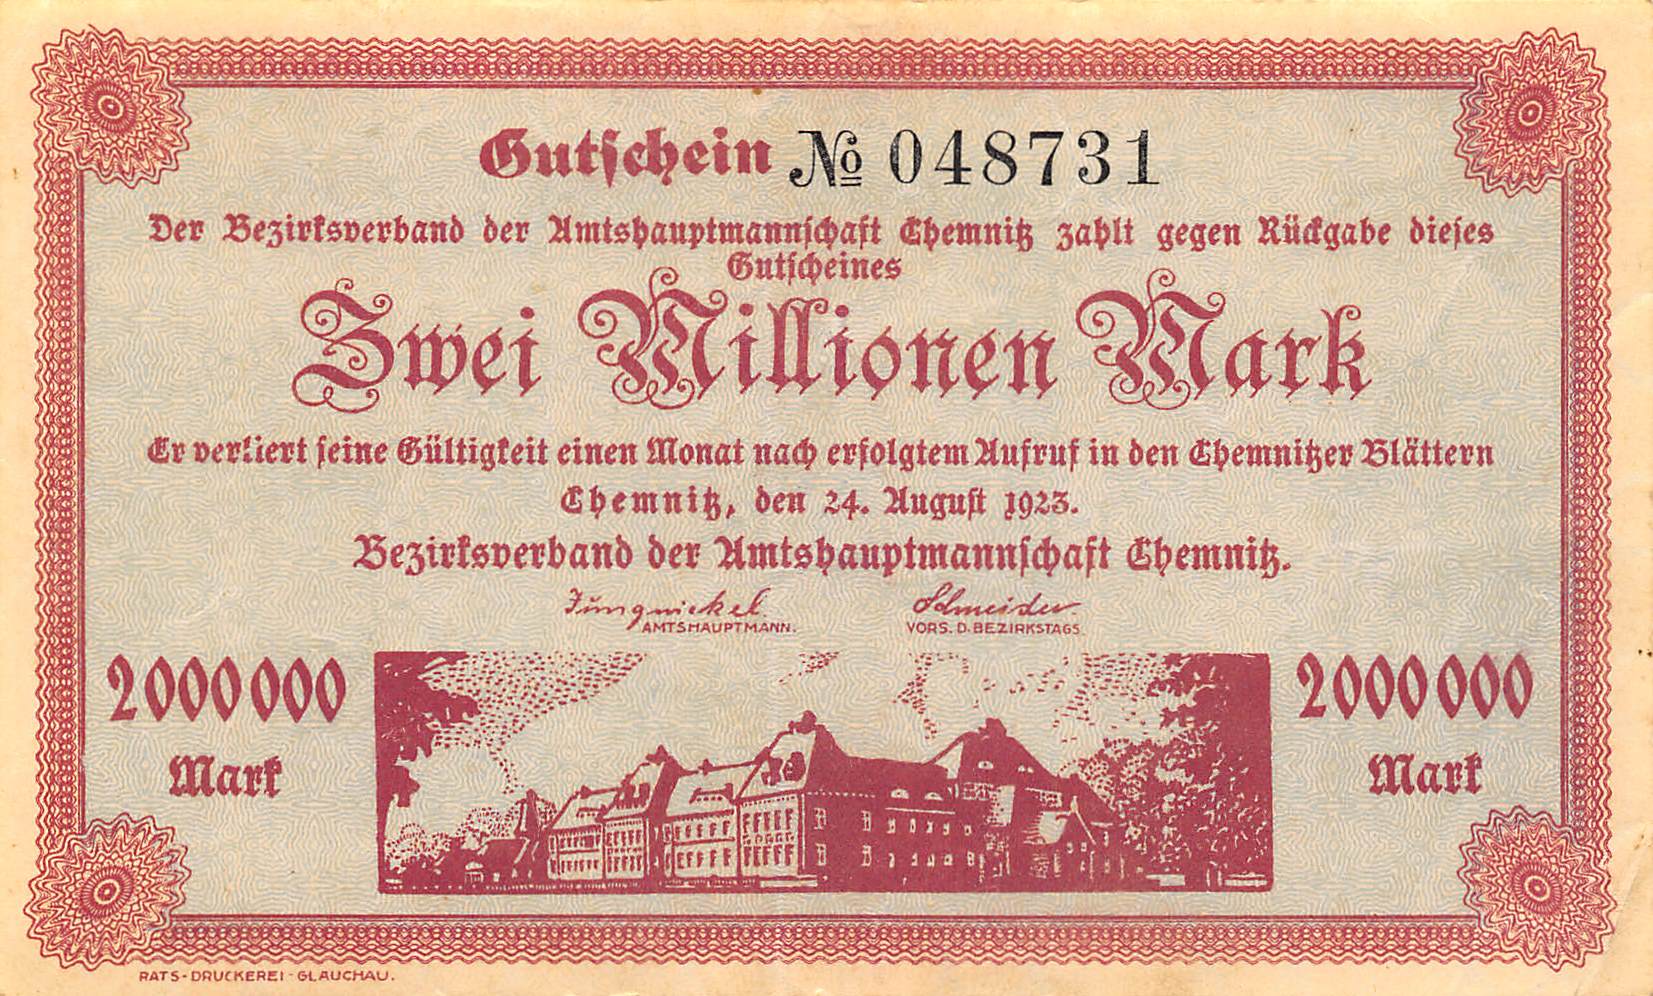 Gutschein № 048731
Der Bezirksverband der Amtshauptmannschaft Chemnitz zahlt gegen Rückgabe dieses
Gutscheines
Zwei Millionen Mark
Er verliert seine Gültigkeit einen Monat nach erfolgtem Aufruf in den Chemnitzer Blättern
Chemnitz, den 24. August 1923.
Bezirksverband der Amtshauptmannschaft Chemnitz.
Jungnickel Schneider
AMTSHAUPTMANN. VORS. D. BEZIRKSTAGS.
2000000 2000000
Mark Mark
RATS-DRUCKEREI-GLAUCHAU.